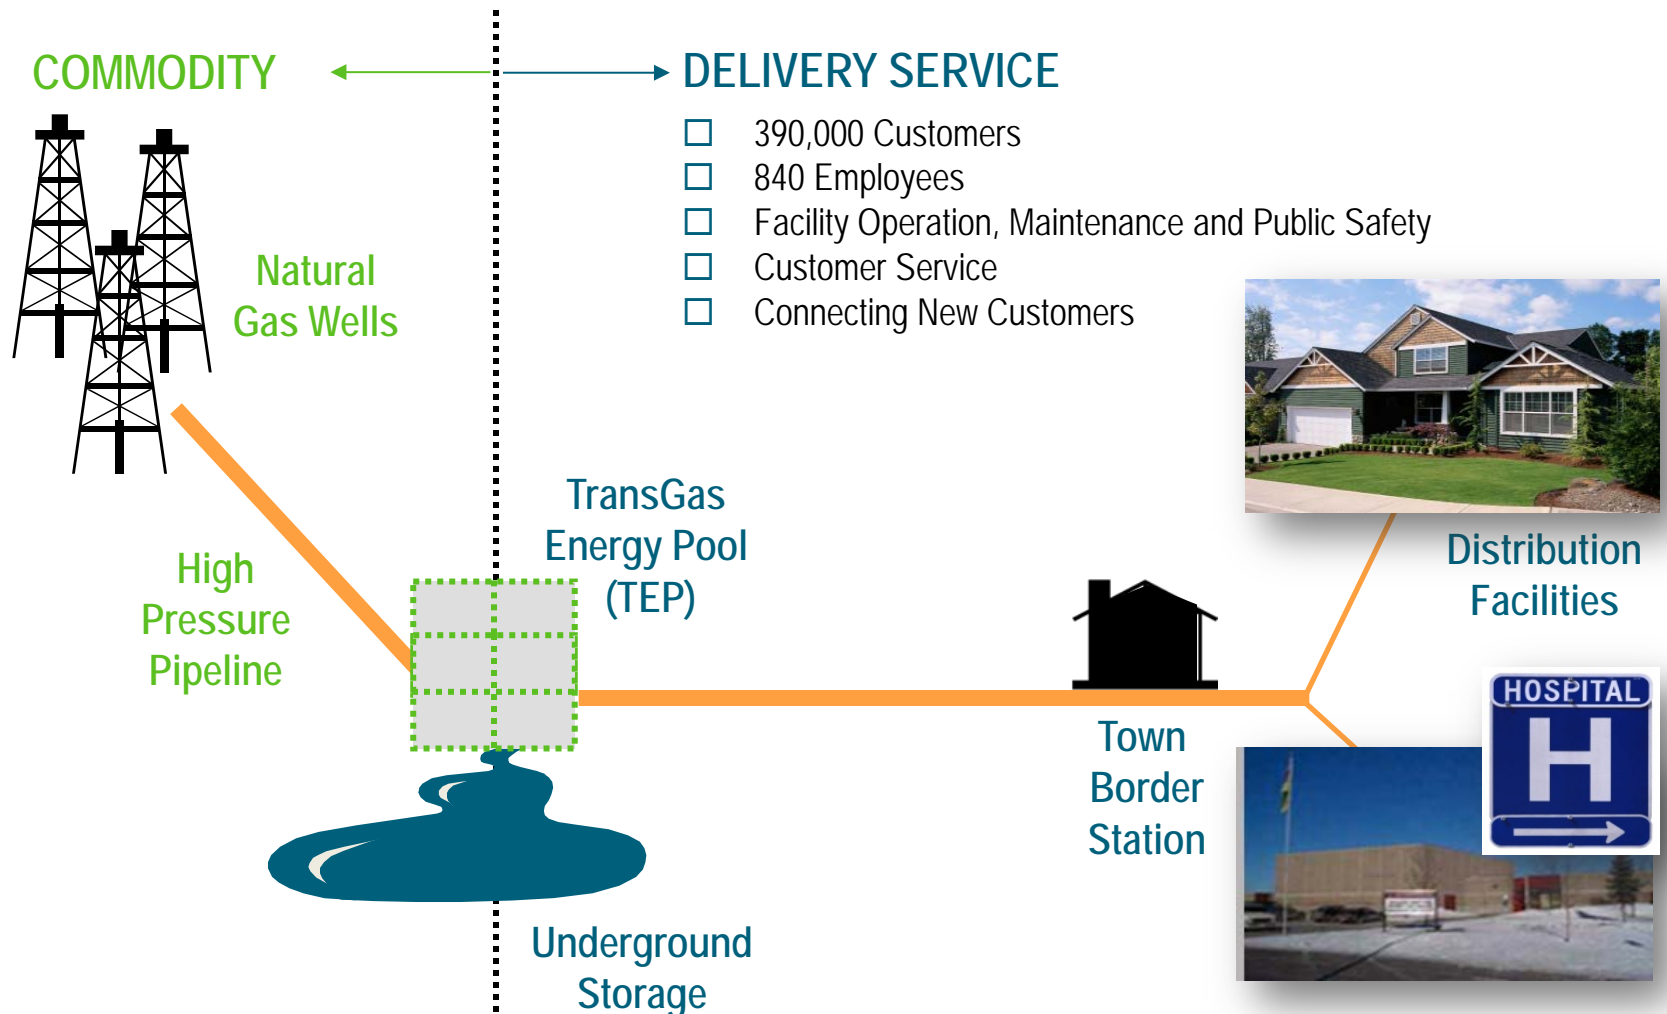 COMMODITY
DELIVERY SERVICE
390,000 Customers
840 Employees
Facility Operation, Maintenance and Public Safety
Customer Service
Connecting New Customers
Natural
Gas Wells
TransGas
Energy Pool
(TEP)
High
Pressure
Pipeline
Distribution
Facilities
HOSPITAL
H
Town
Border
Station
Underground
Storage